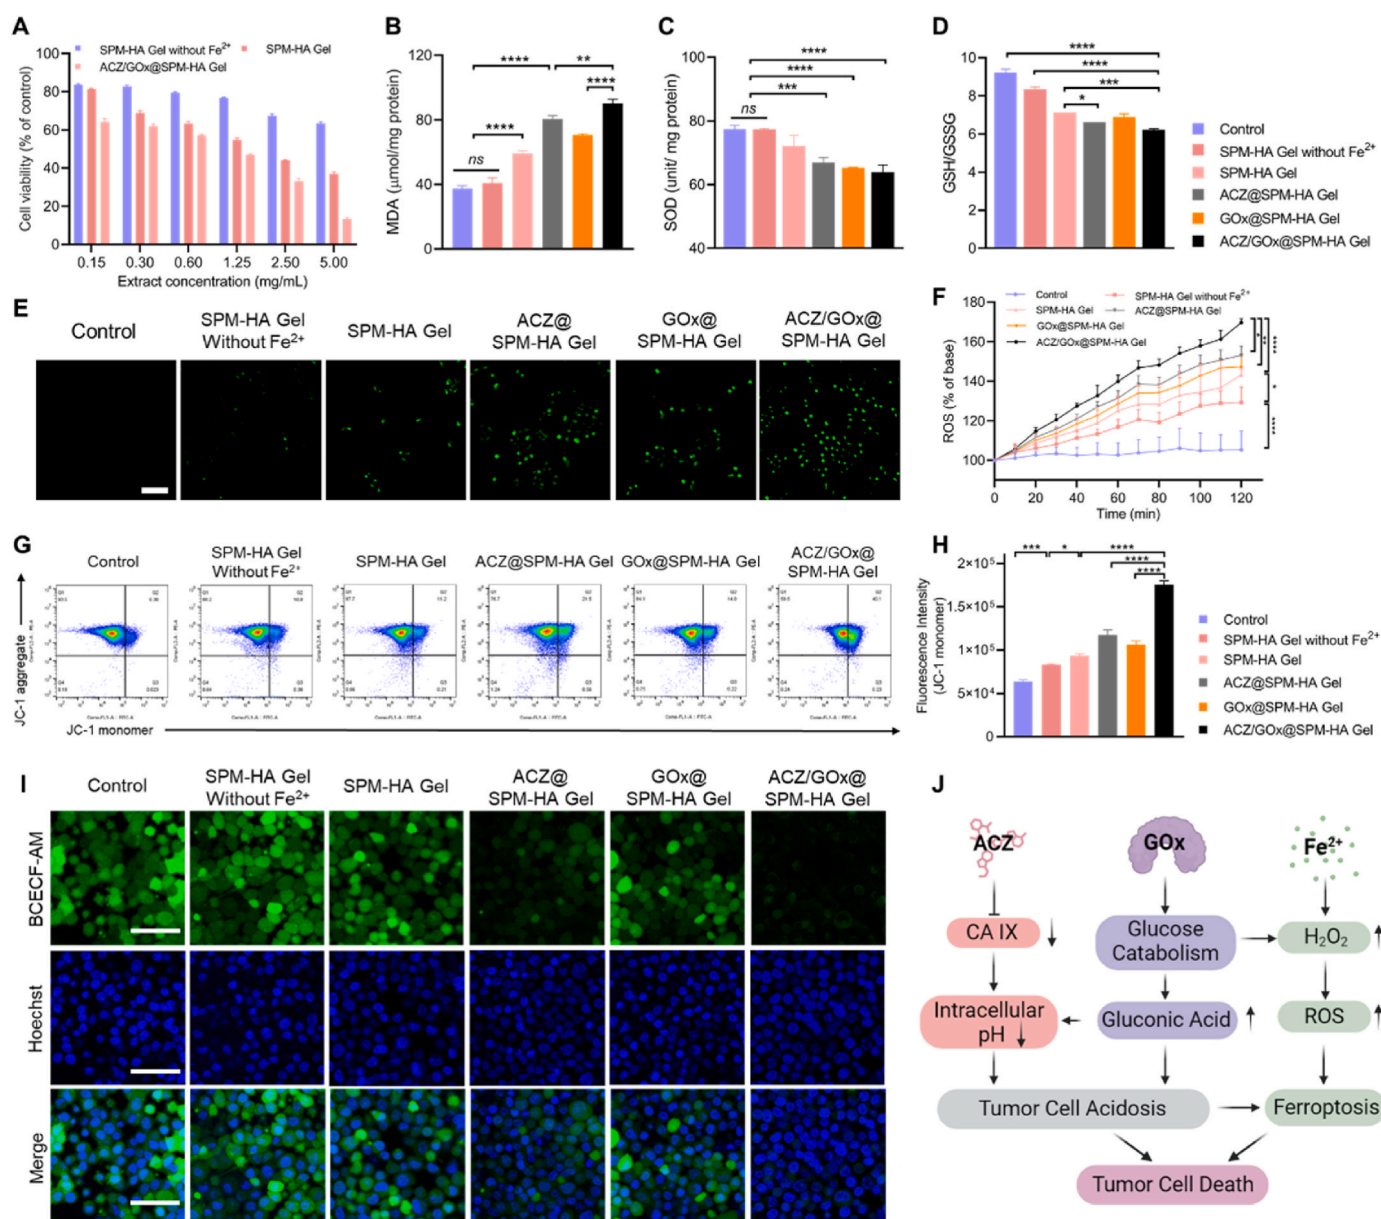 A
SPM-HA Gel without Fe²⁺
SPM-HA Gel
ACZ/GOx@SPM-HA Gel
Cell viability (% of control)
100
80
60
40
20
0
0.15 0.30 0.60 1.25 2.50 5.00
Extract concentration (mg/mL)
B
MDA (μmol/mg protein)
120
80
40
0
ns
****
****
**
****
C
SOD (unit/ mg protein)
100
80
60
40
ns
***
****
****
D
GSH/GSSG
10
8
6
4
2
0
****
****
***
*
Control
SPM-HA Gel without Fe²⁺
SPM-HA Gel
ACZ@SPM-HA Gel
GOx@SPM-HA Gel
ACZ/GOx@SPM-HA Gel
E
Control
SPM-HA Gel
Without Fe²⁺
SPM-HA Gel
ACZ@
SPM-HA Gel
GOx@
SPM-HA Gel
ACZ/GOx@
SPM-HA Gel
F
Control
SPM-HA Gel without Fe²⁺
SPM-HA Gel
ACZ@SPM-HA Gel
GOx@SPM-HA Gel
ACZ/GOx@SPM-HA Gel
ROS (% of base)
180
160
140
120
100
0 20 40 60 80 100 120
Time (min)
G
Control
SPM-HA Gel
Without Fe²⁺
SPM-HA Gel
ACZ@SPM-HA Gel
GOx@SPM-HA Gel
ACZ/GOx@
SPM-HA Gel
JC-1 aggregate
JC-1 monomer
H
Fluorescence Intensity
(JC-1 monomer)
2×10⁵
1.5×10⁵
1×10⁵
5×10⁴
0
***
*
****
****
****
Control
SPM-HA Gel without Fe²⁺
SPM-HA Gel
ACZ@SPM-HA Gel
GOx@SPM-HA Gel
ACZ/GOx@SPM-HA Gel
I
Control
SPM-HA Gel
Without Fe²⁺
SPM-HA Gel
ACZ@
SPM-HA Gel
GOx@
SPM-HA Gel
ACZ/GOx@
SPM-HA Gel
BCECF-AM
Hoechst
Merge
J
ACZ
GOx
Fe²⁺
CA IX
Glucose
Catabolism
H₂O₂
Intracellular
pH
Gluconic Acid
ROS
Tumor Cell Acidosis
Ferroptosis
Tumor Cell Death